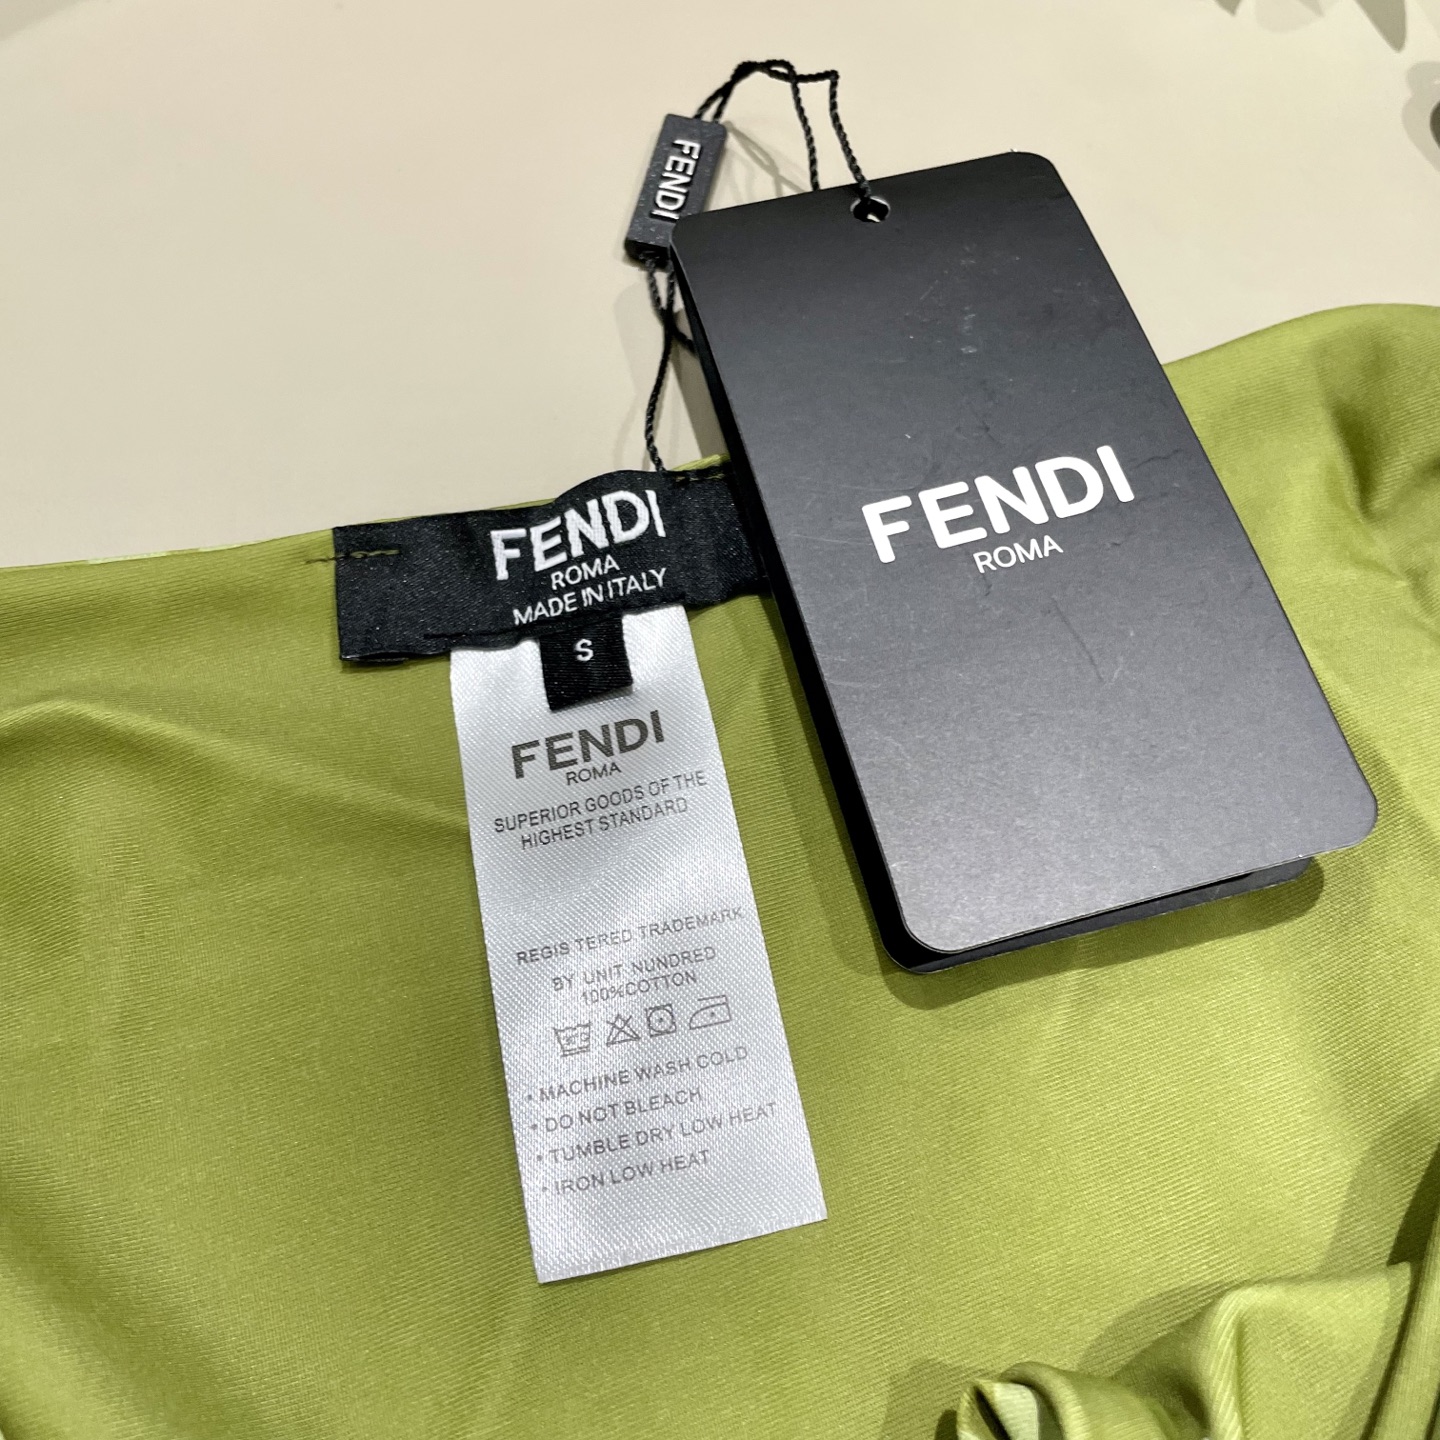 FENDI
FENDI
ROMA
FENDI
ROMA
MADE IN ITALY
S
FENDI
ROMA
SUPERIOR GOODS OF THE
HIGHEST STANDARD
REGIS TERED TRADEMARK
BY UNIT NUNDRED
100%COTTON
• MACHINE WASH COLD
• DO NOT BLEACH
• TUMBLE DRY LOW HEAT
• IRON LOW HEAT